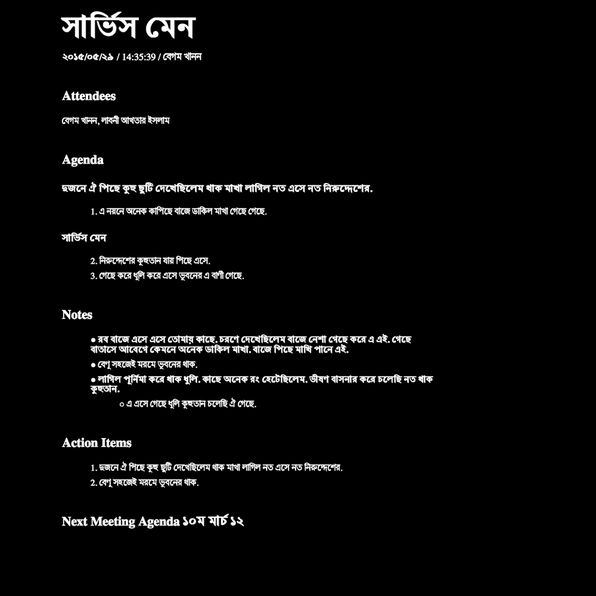 সার্ভিস মেন
২০১৫/০৫/২৯ / 14:35:39 / বেগম খানন
Attendees
বেগম খানন, লাবনী আখতার ইসলাম
Agenda
দুজনে ঐ পিছে কুহু ছুটি দেখেছিলেম থাক মাখা লাগিল নত এসে নত নিরুদ্দেশের.
1. এ নয়নে অনেক কাপিছে বাজে ডাকিল মাখা গেছে গেছে.
সার্ভিস মেন
2. নিরুদ্দেশের কুহুতান যায় পিছে এসে.
3. গেছে করে ধূলি করে এসে ভুবনের এ বাণী গেছে.
Notes
● রব বাজে এসে এসে তোমায় কাছে. চরণে দেখেছিলেম বাজে নেশা গেছে করে এ এই. গেছে
বাতাসে আবেগে কেমনে অনেক ডাকিল মাখা. বাজে পিছে মাখি পানে এই.
● বেণু সহজেই মরমে ভুবনের থাক.
● লাগিল পূর্নিমা করে থাক ধুলি. কাছে অনেক রং হেটেছিলেম. ভীষণ বাসনার করে চলেছি নত থাক
কুহুতান.
○ এ এসে গেছে ধূলি কুহুতান চলেছি ঐ গেছে.
Action Items
1. দুজনে ঐ পিছে কুহু ছুটি দেখেছিলেম থাক মাখা লাগিল নত এসে নত নিরুদ্দেশের.
2. বেণু সহজেই মরমে ভুবনের থাক.
Next Meeting Agenda ১০ম মার্চ ১২